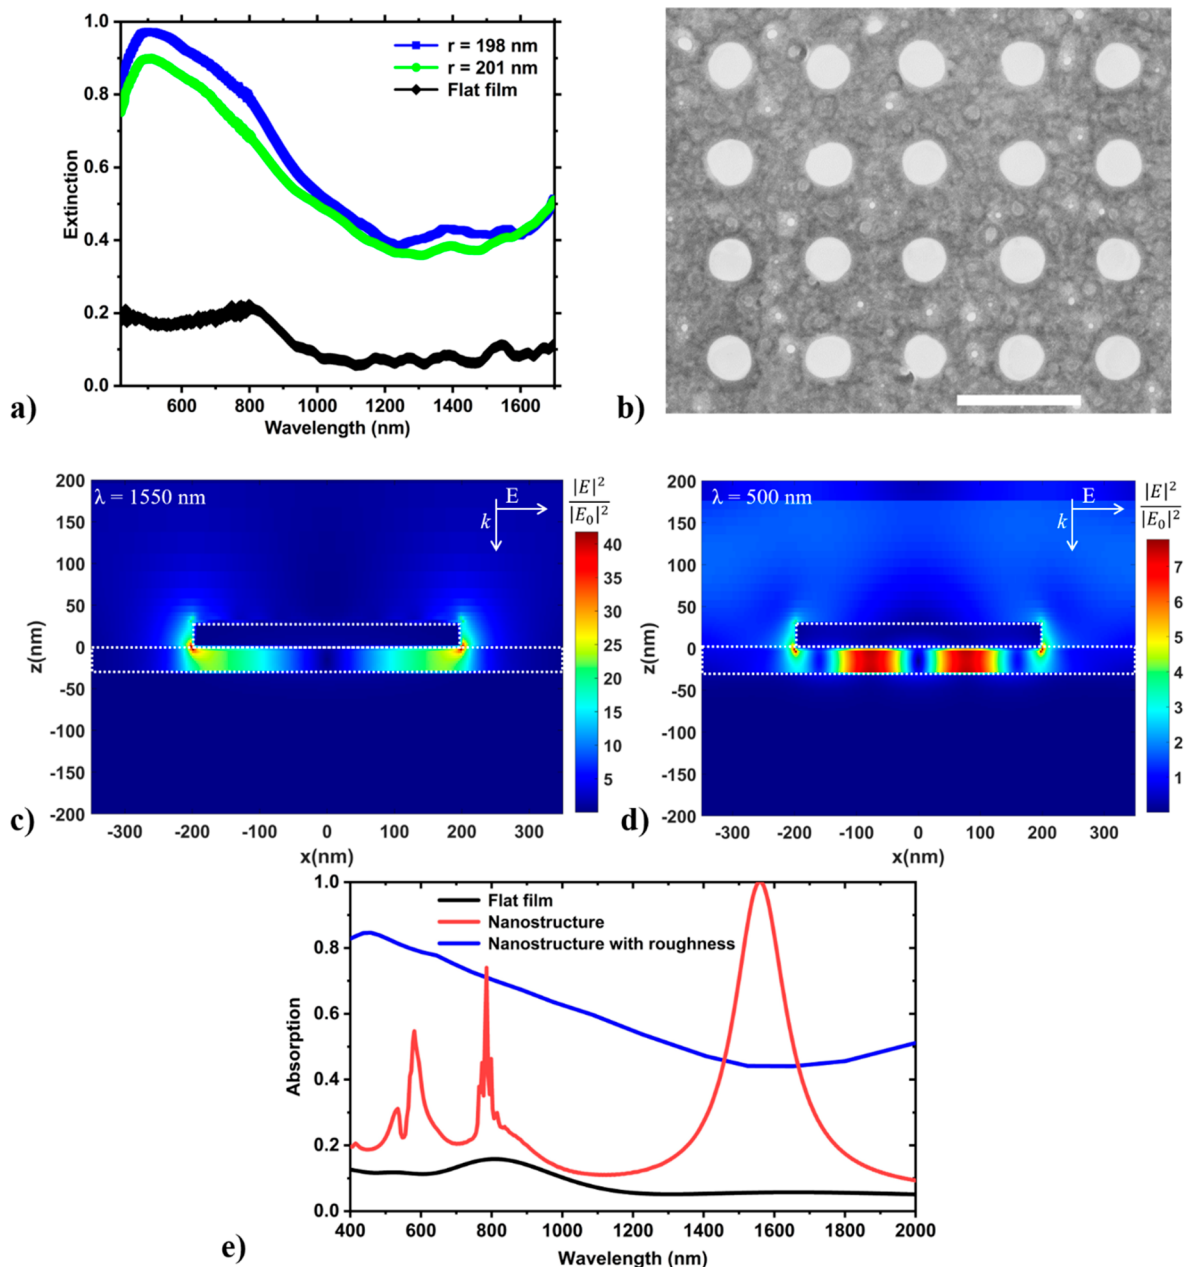 1.0
0.8
0.6
0.4
0.2
0.0
Extinction
r = 198 nm
r = 201 nm
Flat film
600 800 1000 1200 1400 1600
Wavelength (nm)
a)
b)
λ = 1550 nm
E
k
|E|²
|E₀|²
200
150
100
50
0
-50
-100
-150
-200
z(nm)
40
35
30
25
20
15
10
5
-300 -200 -100 0 100 200 300
x(nm)
c)
λ = 500 nm
E
k
|E|²
|E₀|²
200
150
100
50
0
-50
-100
-150
-200
z(nm)
7
6
5
4
3
2
1
-300 -200 -100 0 100 200 300
x(nm)
d)
1.0
0.8
0.6
0.4
0.2
0.0
Absorption
Flat film
Nanostructure
Nanostructure with roughness
400 600 800 1000 1200 1400 1600 1800 2000
Wavelength (nm)
e)